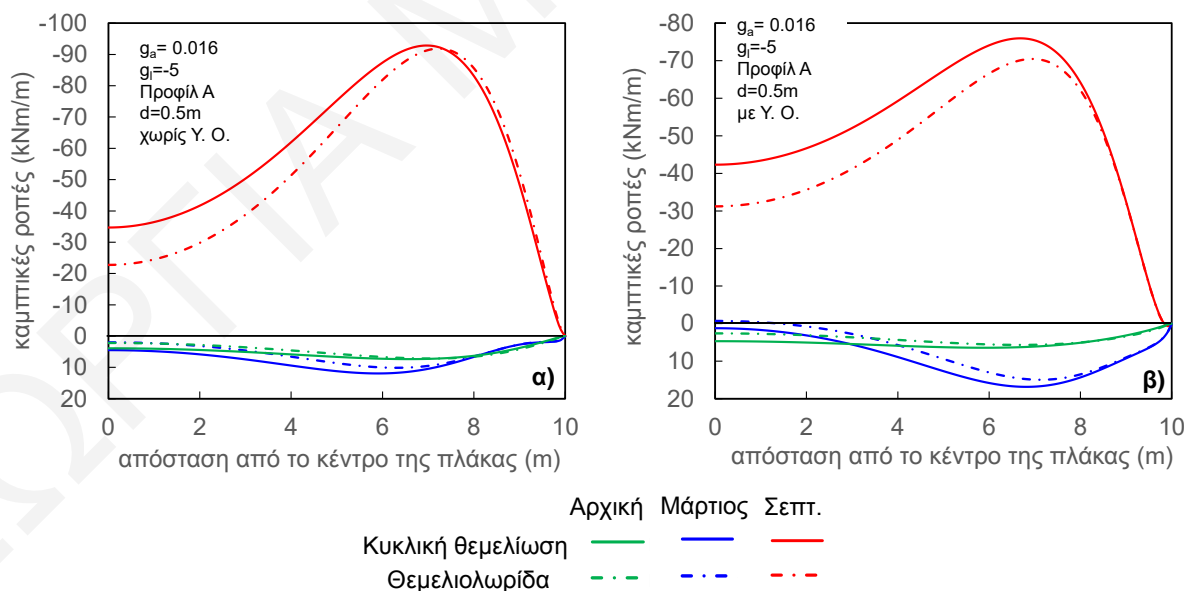 -100
-90
-80
-70
-60
-50
-40
-30
-20
-10
0
10
20
καμπτικές ροπές (kNm/m)
gₐ= 0.016
gₗ=-5
Προφίλ Α
d=0.5m
χωρίς Υ. Ο.
α)
0 2 4 6 8 10
απόσταση από το κέντρο της πλάκας (m)
-80
-70
-60
-50
-40
-30
-20
-10
0
10
20
καμπτικές ροπές (kNm/m)
gₐ= 0.016
gₗ=-5
Προφίλ Α
d=0.5m
με Υ. Ο.
β)
0 2 4 6 8 10
απόσταση από το κέντρο της πλάκας (m)
Αρχική Μάρτιος Σεπτ.
Κυκλική θεμελίωση
Θεμελιολωρίδα